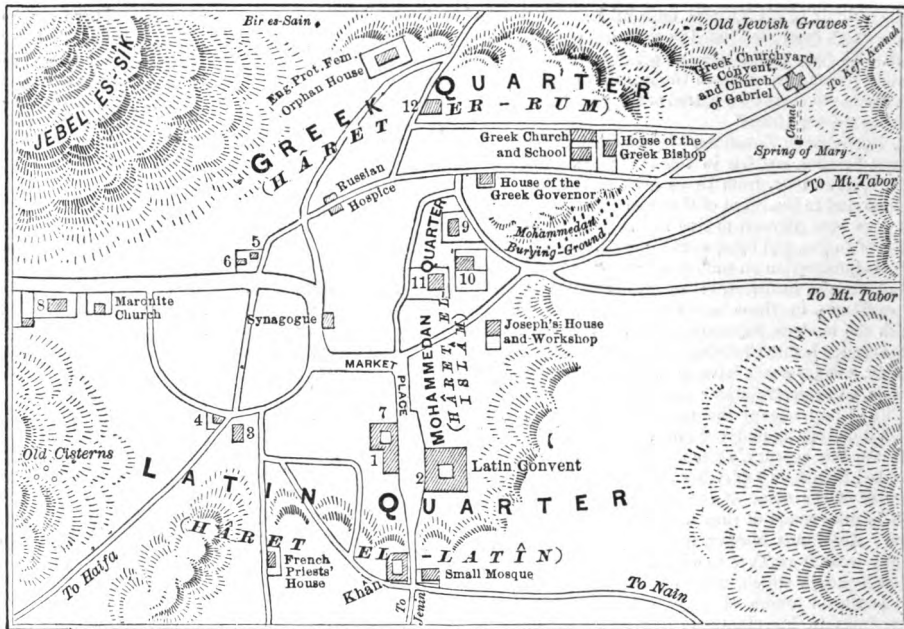 Bir es-Sain
Old Jewish Graves
JEBEL ES-SÎK
Eng. Prot. Fem.
Orphan House
Greek Churchyard,
Convent,
and Church
of Gabriel
To Kefr-Kennah
GREEK QUARTER
(HÂRET ER-RUM)
12
Canal
Greek Church
and School
House of the
Greek Bishop
Spring of Mary
Russian
Hospice
House of the
Greek Governor
To Mt. Tabor
Mohammedan
Burying-Ground
9
5
6
10
11
To Mt. Tabor
8
Maronite
Church
Synagogue
Joseph's House
and Workshop
MOHAMMEDAN QUARTER
(HÂRET EL-
ISLÂM)
MARKET
PLACE
4
3
7
1
2
Latin Convent
Old Cisterns
LATIN QUARTER
(HÂRET EL-LATÎN)
To Haifa
French
Priests'
House
Khân
Small Mosque
To
Jenin
To Nain